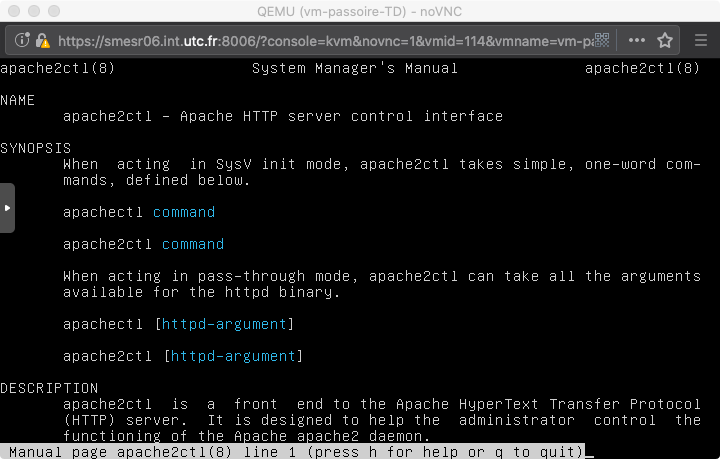 QEMU (vm-passoire-TD) - noVNC
https://smesr06.int.utc.fr:8006/?console=kvm&novnc=1&vmid=114&vmname=vm-pa
apache2ctl(8) System Manager's Manual apache2ctl(8)
NAME
apache2ctl - Apache HTTP server control interface
SYNOPSIS
When acting in SysV init mode, apache2ctl takes simple, one-word com-
mands, defined below.
apachectl command
apache2ctl command
When acting in pass-through mode, apache2ctl can take all the arguments
available for the httpd binary.
apachectl [httpd-argument]
apache2ctl [httpd-argument]
DESCRIPTION
apache2ctl is a front end to the Apache HyperText Transfer Protocol
(HTTP) server. It is designed to help the administrator control the
functioning of the Apache apache2 daemon.
Manual page apache2ctl(8) line 1 (press h for help or q to quit)